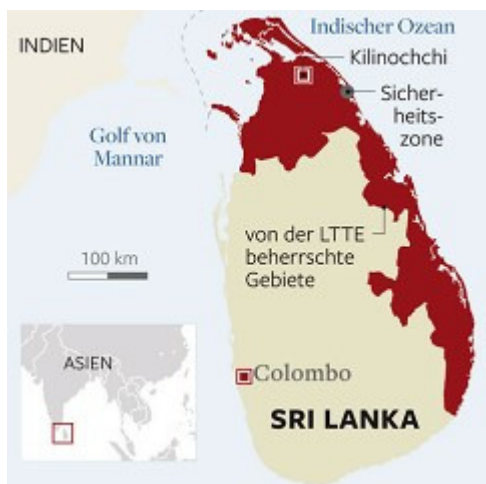 Indischer Ozean
INDIEN
Kilinochchi
Sicher-
heits-
zone
Golf von
Mannar
von der LTTE
beherrschte
Gebiete
100 km
ASIEN
Colombo
SRI LANKA